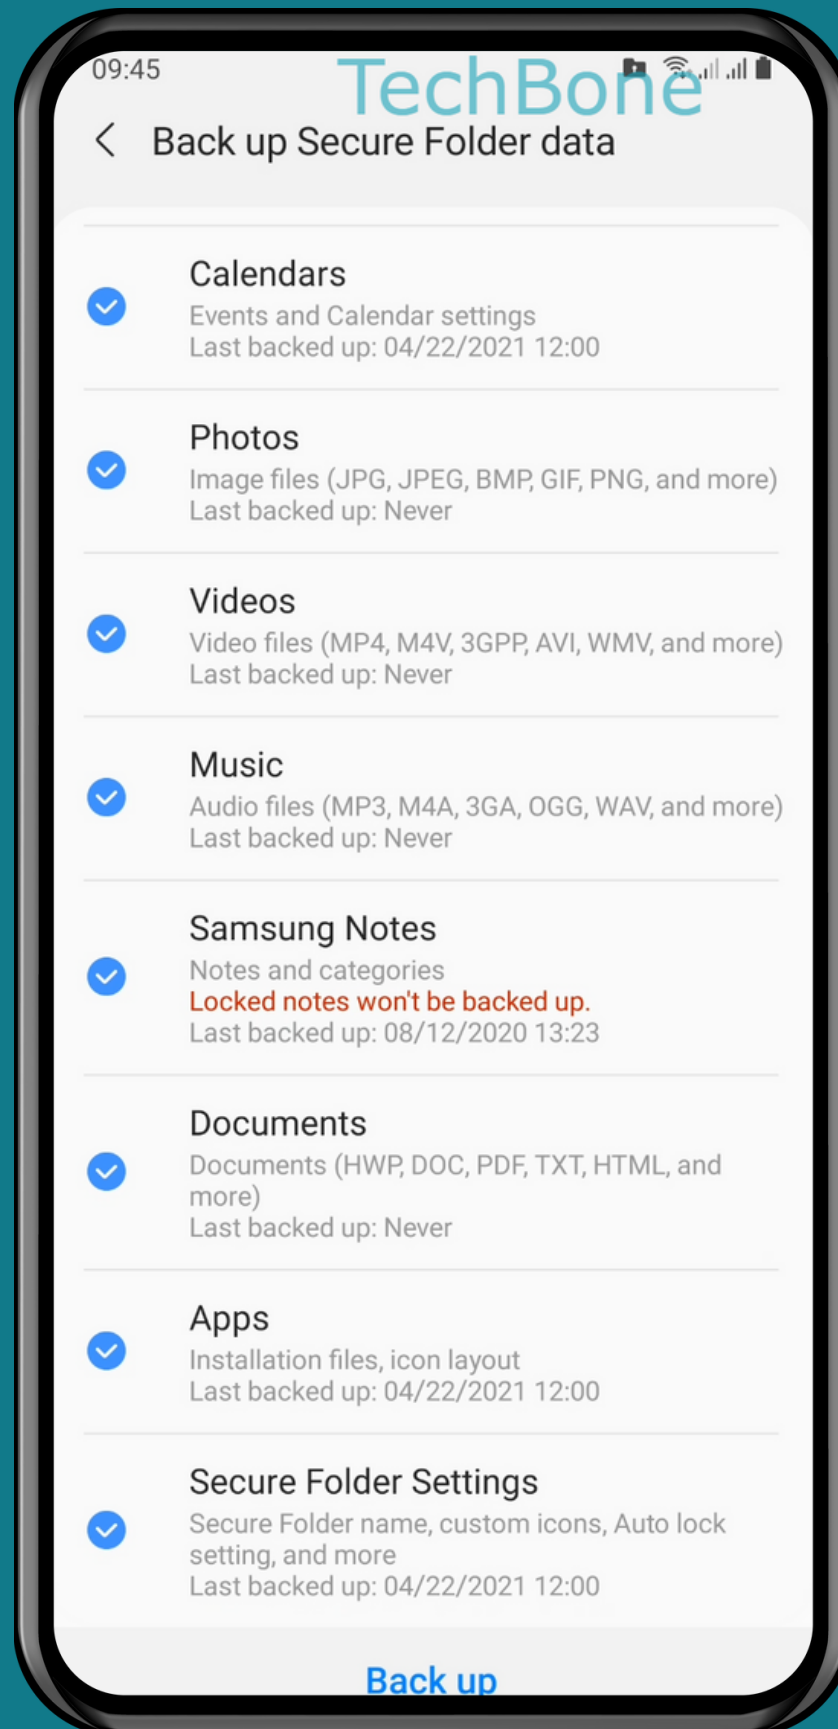 09:45
TechBone
Back up Secure Folder data
Calendars
Events and Calendar settings
Last backed up: 04/22/2021 12:00
Photos
Image files (JPG, JPEG, BMP, GIF, PNG, and more)
Last backed up: Never
Videos
Video files (MP4, M4V, 3GPP, AVI, WMV, and more)
Last backed up: Never
Music
Audio files (MP3, M4A, 3GA, OGG, WAV, and more)
Last backed up: Never
Samsung Notes
Notes and categories
Locked notes won't be backed up.
Last backed up: 08/12/2020 13:23
Documents
Documents (HWP, DOC, PDF, TXT, HTML, and
more)
Last backed up: Never
Apps
Installation files, icon layout
Last backed up: 04/22/2021 12:00
Secure Folder Settings
Secure Folder name, custom icons, Auto lock
setting, and more
Last backed up: 04/22/2021 12:00
Back up